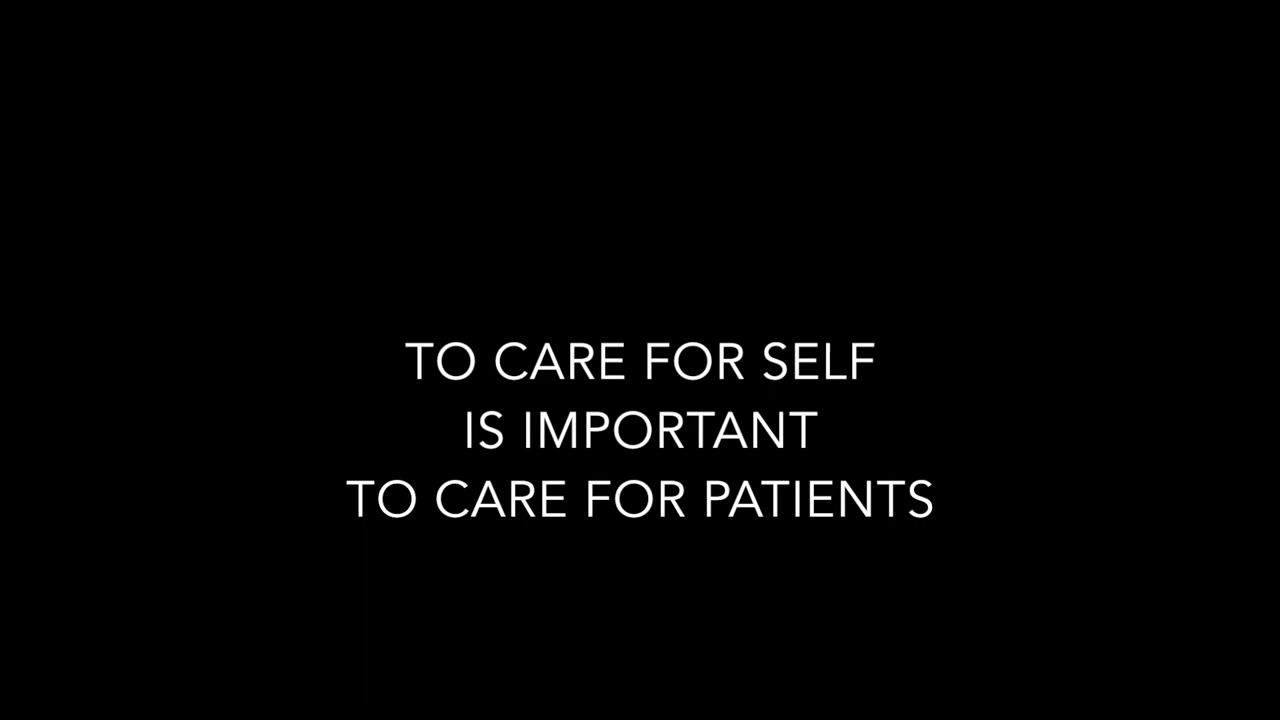 TO CARE FOR SELF
IS IMPORTANT
TO CARE FOR PATIENTS